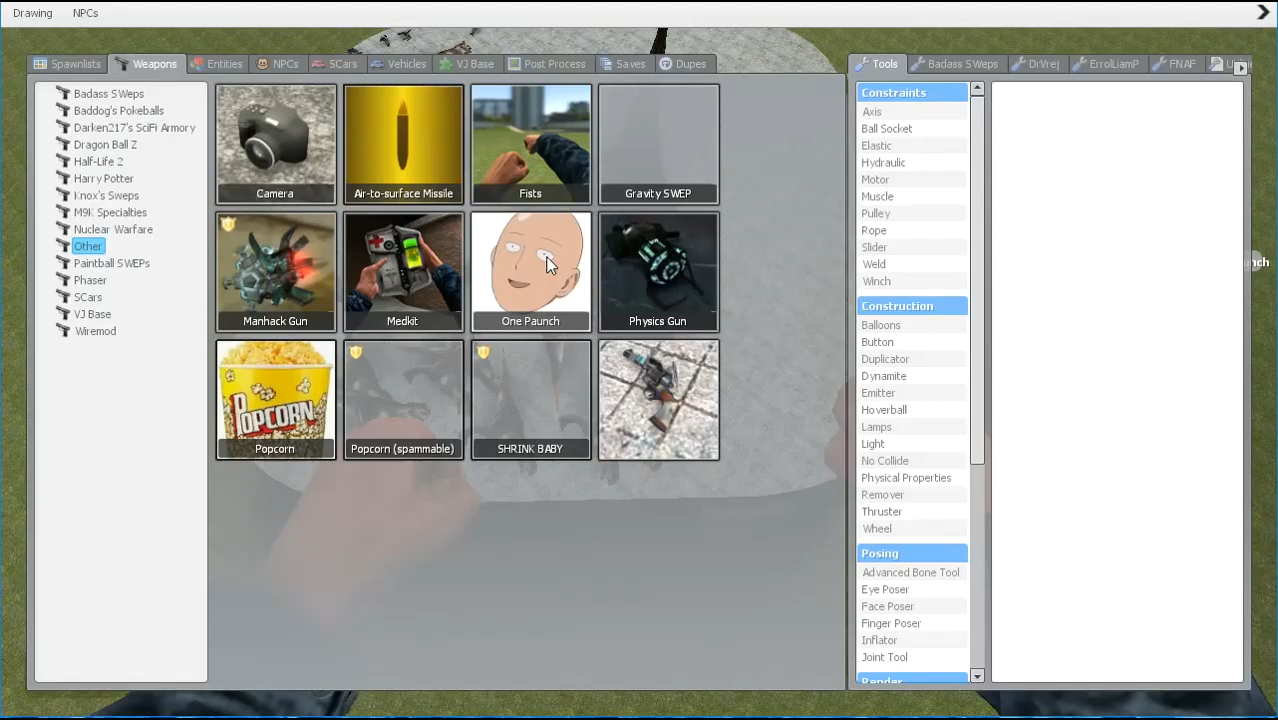 Drawing NPCs
Spawnlists Weapons Entities NPCs SCars Vehicles VJ Base Post Process Saves Dupes
Badass SWeps
Baddog's Pokeballs
Darken217's SciFi Armory
Dragon Ball Z
Half-Life 2
Harry Potter
Knox's Sweps
M9K Specialties
Nuclear Warfare
Other
Paintball SWEPs
Phaser
SCars
VJ Base
Wiremod
Camera
Air-to-surface Missile
Fists
Gravity SWEP
Manhack Gun
Medkit
One Paunch
Physics Gun
POPCORN
Popcorn
Popcorn (spammable)
SHRINK BABY
Tools Badass SWeps DrVrej ErrolLiamP FNAF
Constraints
Axis
Ball Socket
Elastic
Hydraulic
Motor
Muscle
Pulley
Rope
Slider
Weld
Winch
Construction
Balloons
Button
Duplicator
Dynamite
Emitter
Hoverball
Lamps
Light
No Collide
Physical Properties
Remover
Thruster
Wheel
Posing
Advanced Bone Tool
Eye Poser
Face Poser
Finger Poser
Inflator
Joint Tool
Render